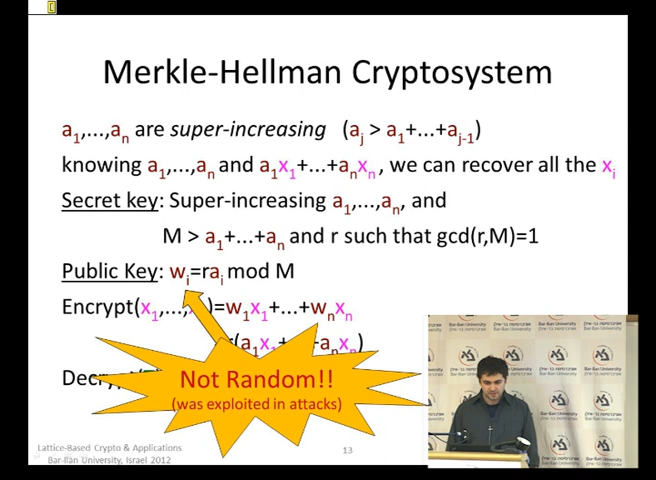 Merkle-Hellman Cryptosystem
a1,...,an are super-increasing (aj > a1+...+aj-1)
knowing a1,...,an and a1x1+...+anxn, we can recover all the xi
Secret key: Super-increasing a1,...,an, and
M > a1+...+an and r such that gcd(r,M)=1
Public Key: wi=rai mod M
Encrypt(x1,..., )=w1x1+...+wnxn
(a1x1+ +anxn)
Not Random!!
(was exploited in attacks)
Lattice-Based Crypto & Applications
Bar-Ilan University, Israel 2012
13
Bar-Ilan University